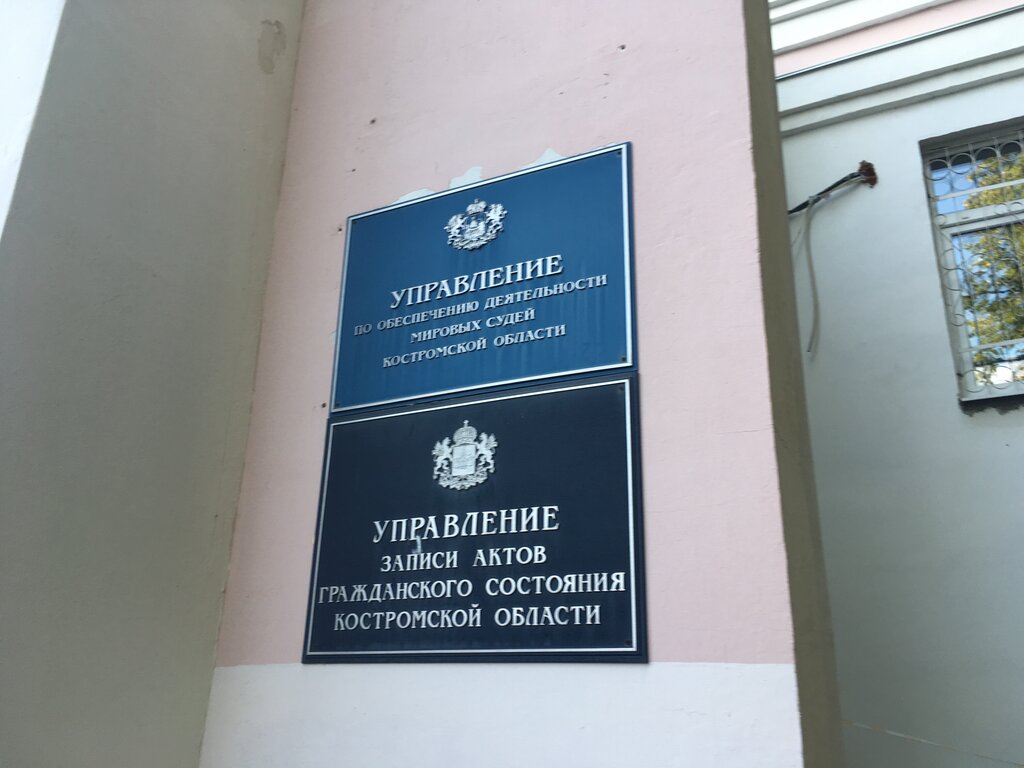 УПРАВЛЕНИЕ
ПО ОБЕСПЕЧЕНИЮ ДЕЯТЕЛЬНОСТИ
МИРОВЫХ СУДЕЙ
КОСТРОМСКОЙ ОБЛАСТИ
УПРАВЛЕНИЕ
ЗАПИСИ АКТОВ
ГРАЖДАНСКОГО СОСТОЯНИЯ
КОСТРОМСКОЙ ОБЛАСТИ